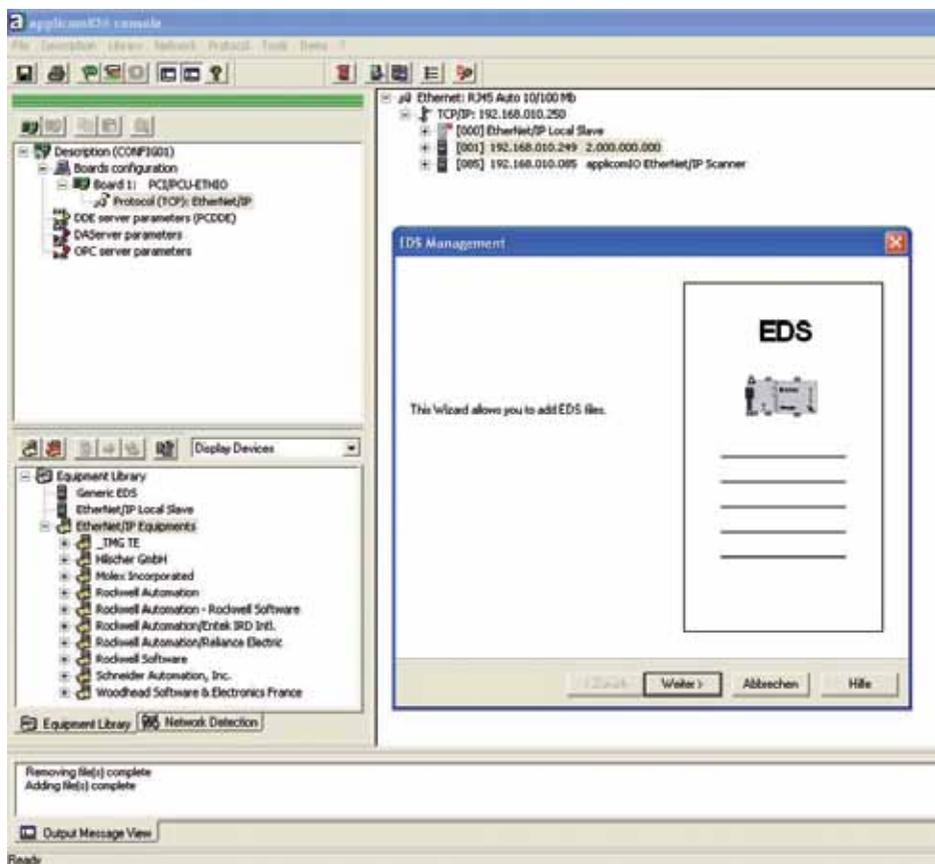 applicomIO® console
File Description Library Network Protocol Tools Items ?
Description (CONFIG01)
Boards configuration
Board 1: PCI/PCU-ETHIO
Protocol (TCP): EtherNet/IP
DDE server parameters (PCDDE)
DAServer parameters
OPC server parameters
Ethernet: RJ45 Auto 10/100 Mb
TCP/IP: 192.168.010.250
[000] EtherNet/IP Local Slave
[001] 192.168.010.249 2.000.000.000
[085] 192.168.010.085 applicomIO EtherNet/IP Scanner
EDS Management
EDS
This Wizard allows you to add EDS files.
< Zurück Weiter > Abbrechen Hilfe
Display Devices
Equipment Library
Generic EDS
EtherNet/IP Local Slave
EtherNet/IP Equipments
_TMG TE
Hilscher GmbH
Molex Incorporated
Rockwell Automation
Rockwell Automation - Rockwell Software
Rockwell Automation/Entek IRD Intl.
Rockwell Automation/Reliance Electric
Rockwell Software
Schneider Automation, Inc.
Woodhead Software & Electronics France
Equipment Library Network Detection
Removing file(s) complete
Adding file(s) complete
Output Message View
Ready